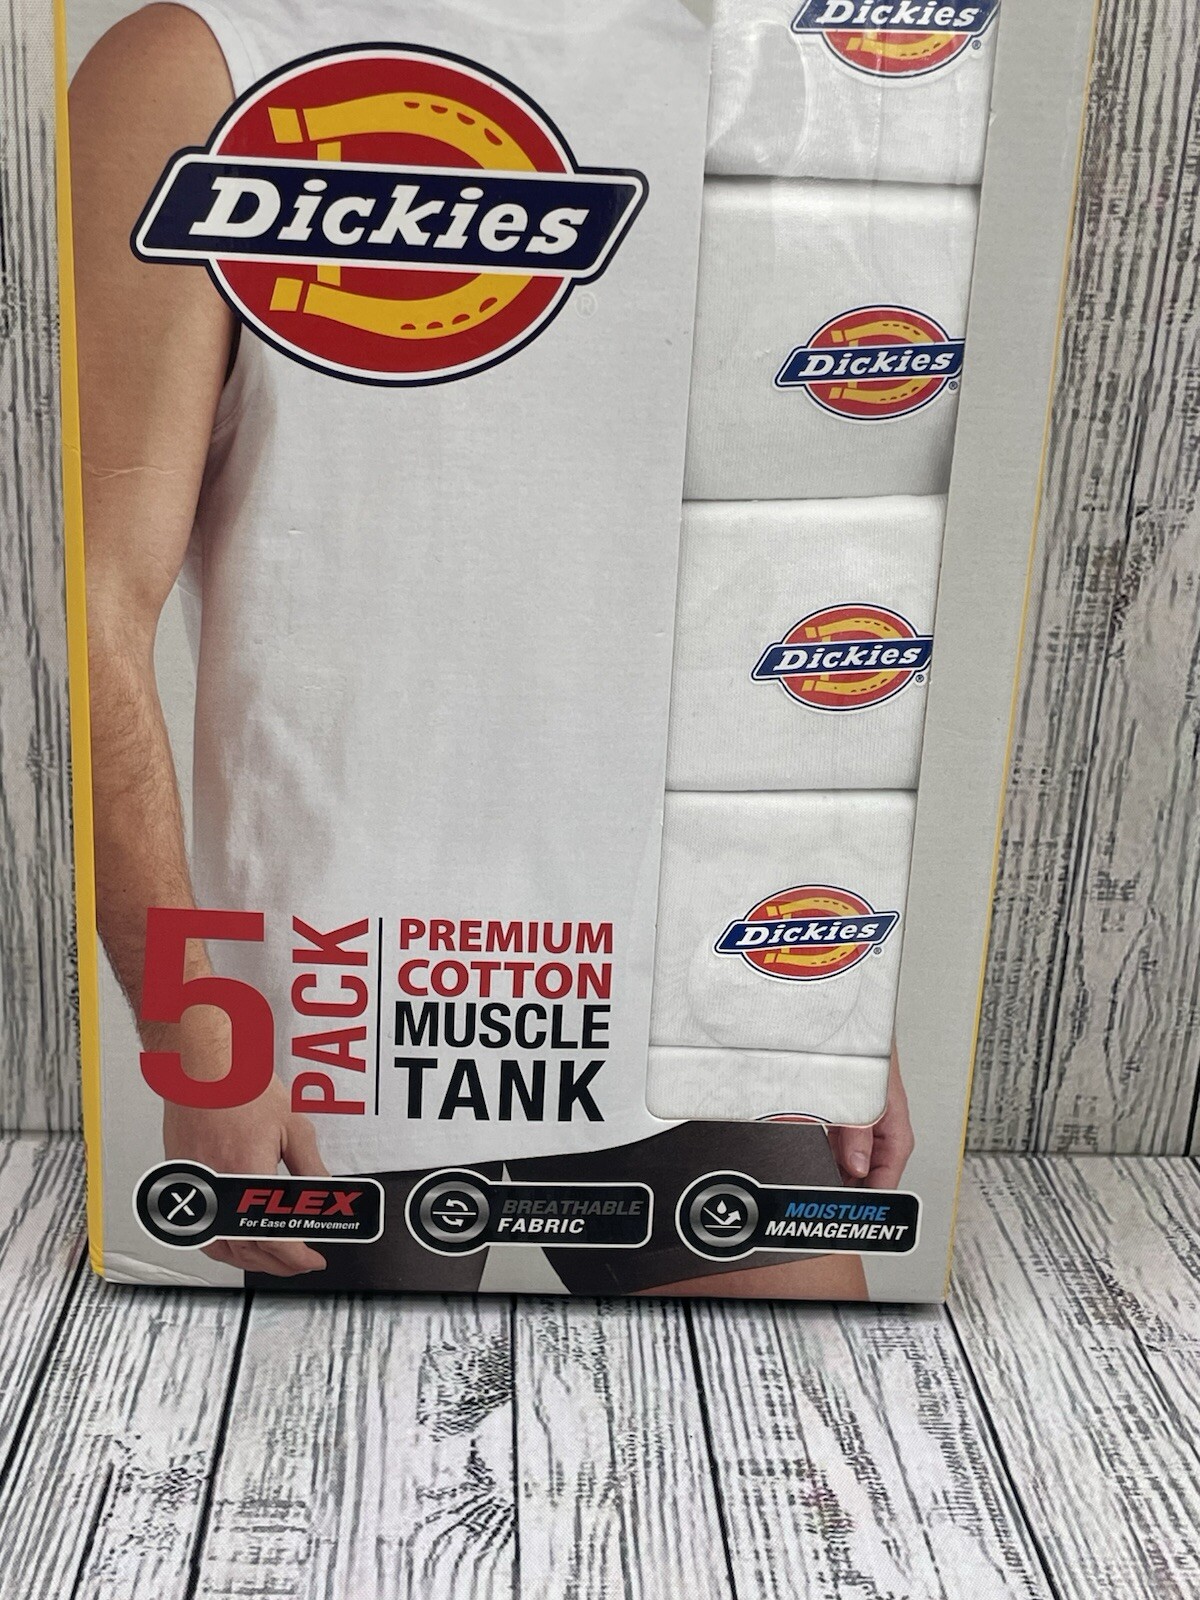 Dickies
®
Dickies
®
Dickies
®
Dickies
®
Dickies
®
5
PACK
PREMIUM
COTTON
MUSCLE
TANK
FLEX
For Ease Of Movement
BREATHABLE
FABRIC
MOISTURE
MANAGEMENT